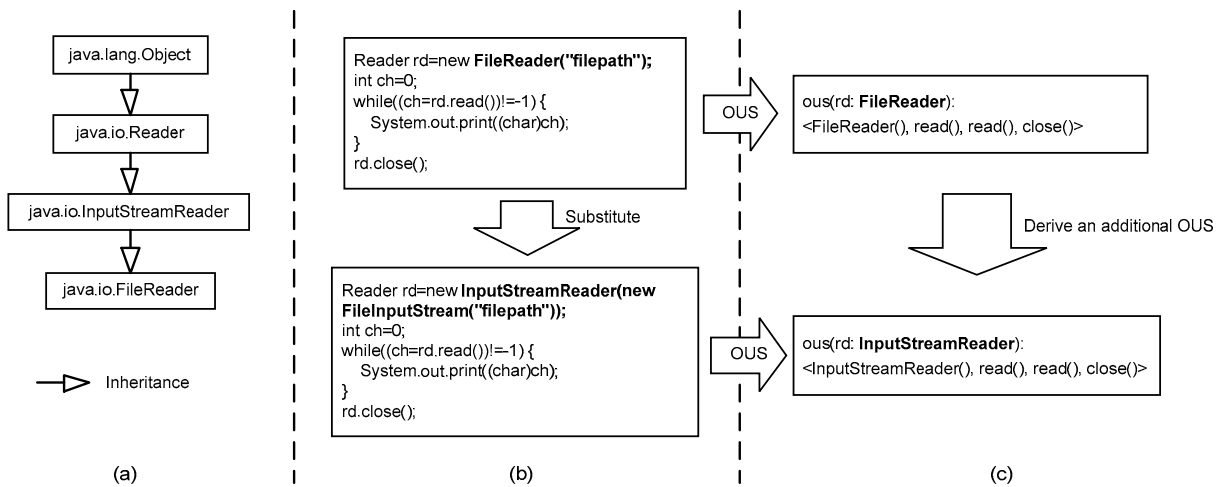 java.lang.Object
java.io.Reader
java.io.InputStreamReader
java.io.FileReader
Inheritance
(a)
Reader rd=new FileReader("filepath");
int ch=0;
while((ch=rd.read())!=-1) {
System.out.print((char)ch);
}
rd.close();
Substitute
Reader rd=new InputStreamReader(new
FileInputStream("filepath"));
int ch=0;
while((ch=rd.read())!=-1) {
System.out.print((char)ch);
}
rd.close();
(b)
OUS
OUS
ous(rd: FileReader):
<FileReader(), read(), read(), close()>
Derive an additional OUS
ous(rd: InputStreamReader):
<InputStreamReader(), read(), read(), close()>
(c)